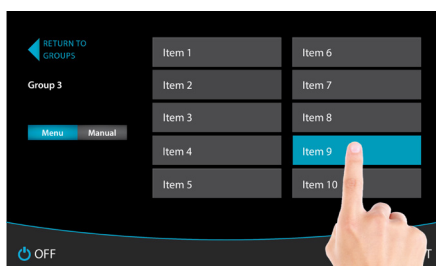 RETURN TO
GROUPS
Group 3
Menu Manual
Item 1
Item 2
Item 3
Item 4
Item 5
Item 6
Item 7
Item 8
Item 9
Item 10
OFF